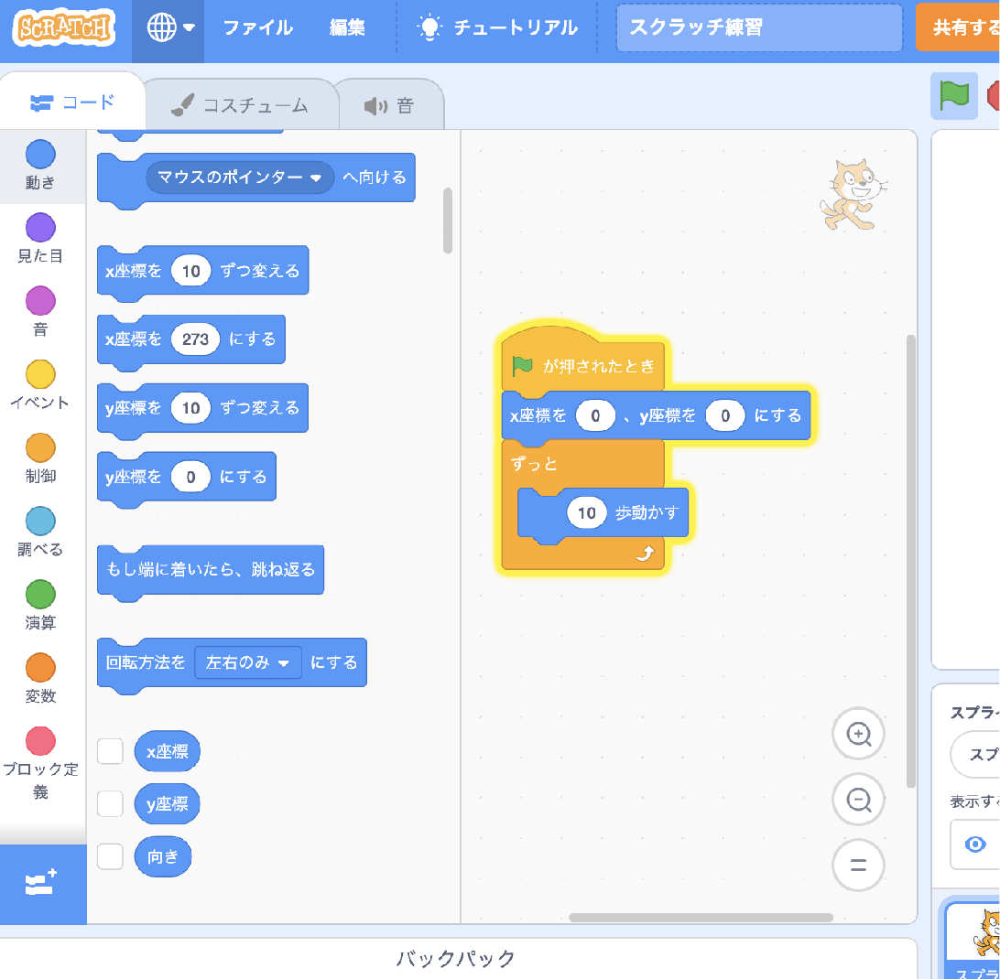 SCRATCH
ファイル 編集 チュートリアル スクラッチ練習 共有する
コード コスチューム 音
動き
見た目
音
イベント
制御
調べる
演算
変数
ブロック定
義
マウスのポインター へ向ける
x座標を 10 ずつ変える
x座標を 273 にする
y座標を 10 ずつ変える
y座標を 0 にする
もし端に着いたら、跳ね返る
回転方法を 左右のみ にする
x座標
y座標
向き
が押されたとき
x座標を 0 、y座標を 0 にする
ずっと
10 歩動かす
スプライ
スプ
表示する
スプラ
バックパック